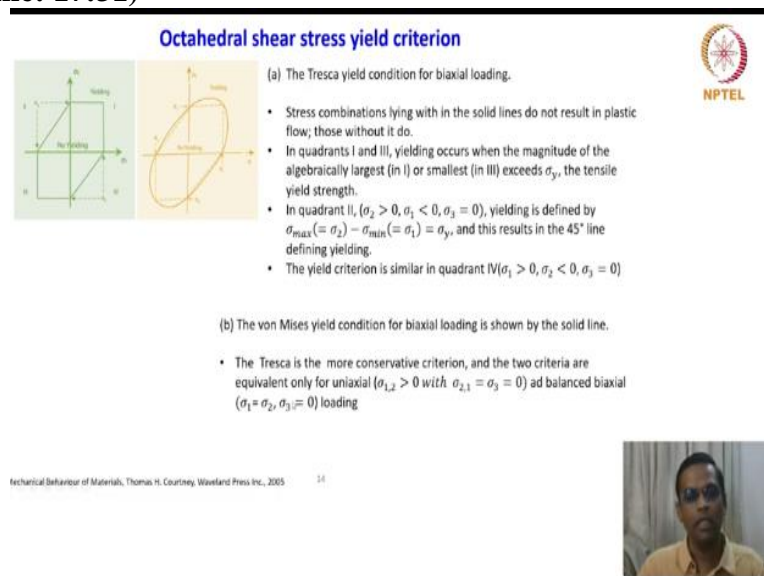 Octahedral shear stress yield criterion
NPTEL
(a) The Tresca yield condition for biaxial loading.
• Stress combinations lying with in the solid lines do not result in plastic
flow; those without it do.
• In quadrants I and III, yielding occurs when the magnitude of the
algebraically largest (in I) or smallest (in III) exceeds σy, the tensile
yield strength.
• In quadrant II, (σ2 > 0, σ1 < 0, σ3 = 0), yielding is defined by
σmax(= σ2) − σmin(= σ1) = σy, and this results in the 45° line
defining yielding.
• The yield criterion is similar in quadrant IV(σ1 > 0, σ2 < 0, σ3 = 0)
(b) The von Mises yield condition for biaxial loading is shown by the solid line.
• The Tresca is the more conservative criterion, and the two criteria are
equivalent only for uniaxial (σ1,2 > 0 with σ2,1 = σ3 = 0) ad balanced biaxial
(σ1= σ2, σ3 = 0) loading
Mechanical Behaviour of Materials, Thomas H. Courtney, Waveland Press Inc., 2005
14